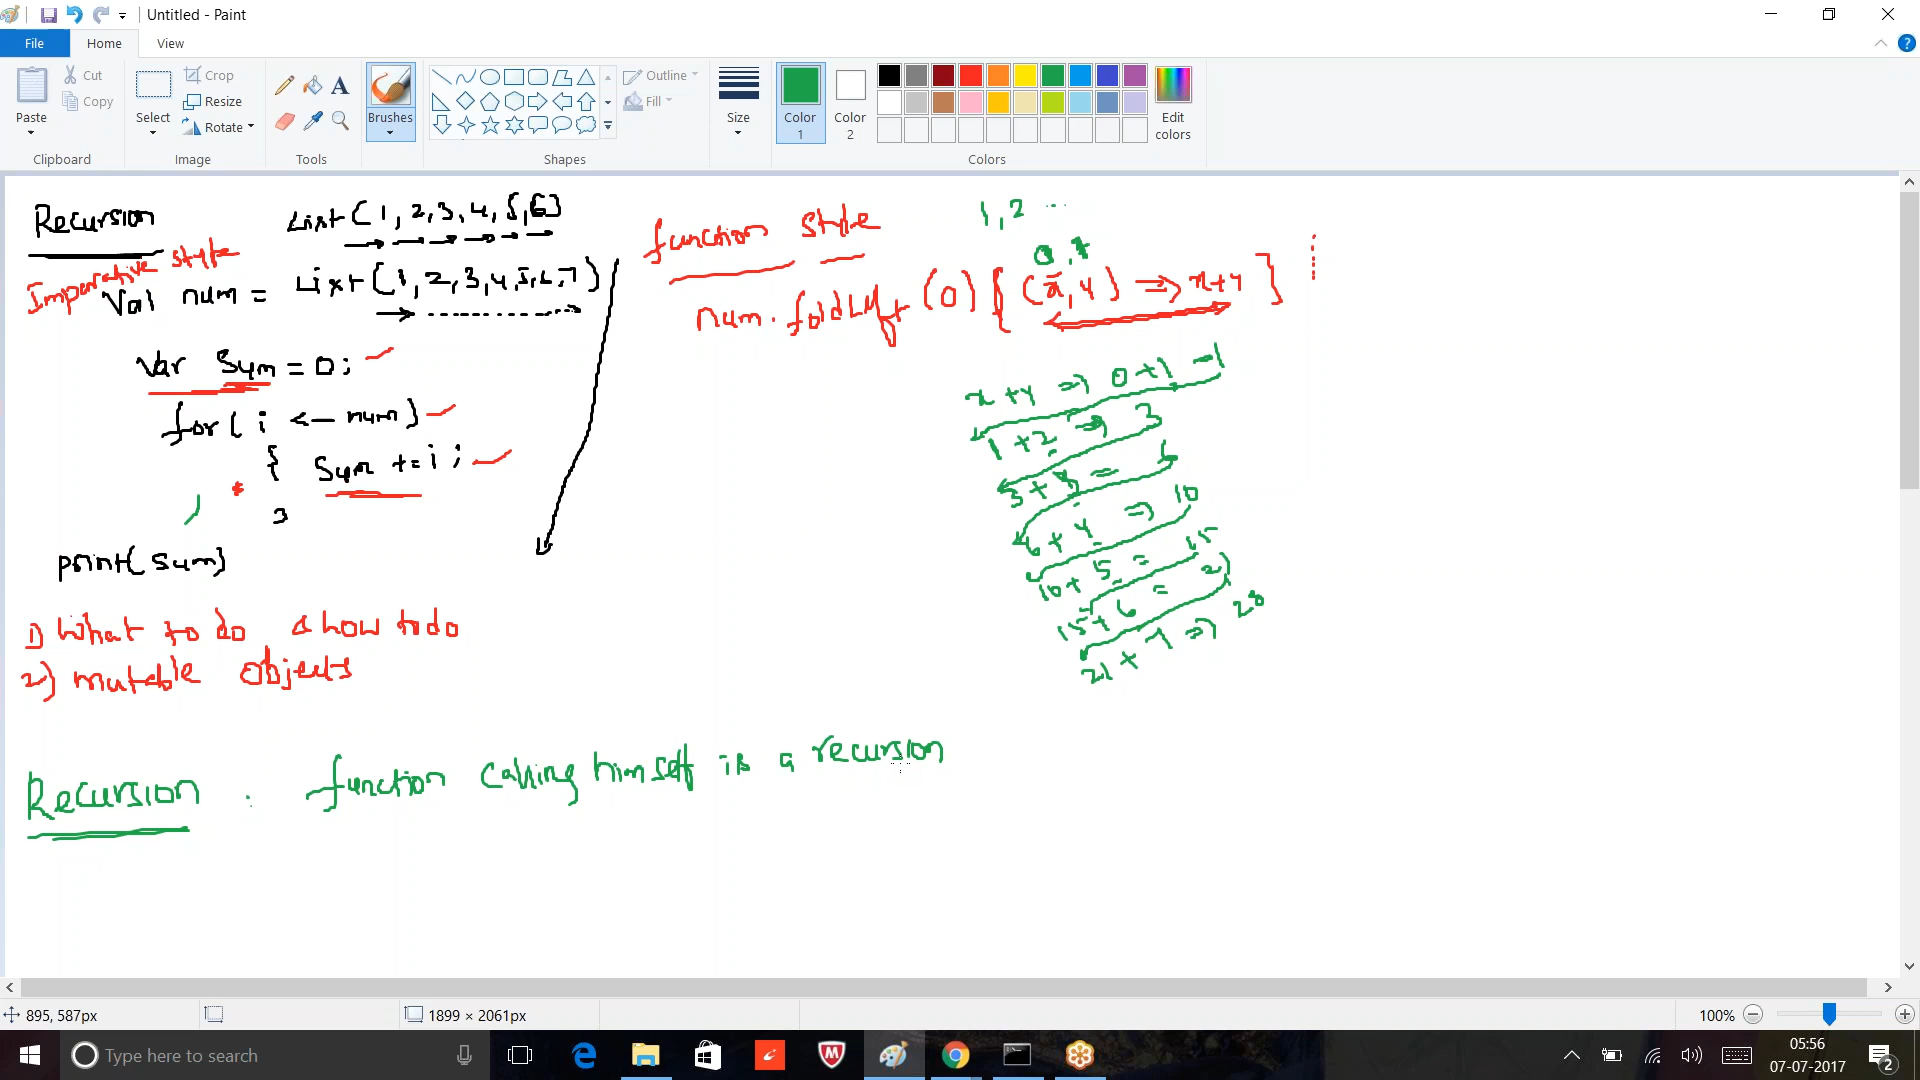 Untitled - Paint
File
Home
View
Paste
Cut
Copy
Clipboard
Select
Crop
Resize
Rotate
Image
Tools
Brushes
Shapes
Outline
Fill
Size
Color 1
Color 2
Edit colors
Colors
Recursion
List(1,2,3,4,5,6)
Imperative style
Val num = List(1,2,3,4,5,6,7)
Var Sum = 0;
for( i <- num)
{ Sum += i ;
}
print( sum)
1) What to do & how to do
2) mutable objects
function style
1,2 ...
num. foldLeft (0) { (x,y) => x+y }
x+y => 0+1 -1
1+2 => 3
3+3 = 6
6+4 => 10
10+5 = 15
15+6 = 21
21+7 => 28
Recursion . function calling himself is a recursion
895, 587px
1899 × 2061px
100%
Type here to search
05:56
07-07-2017
2